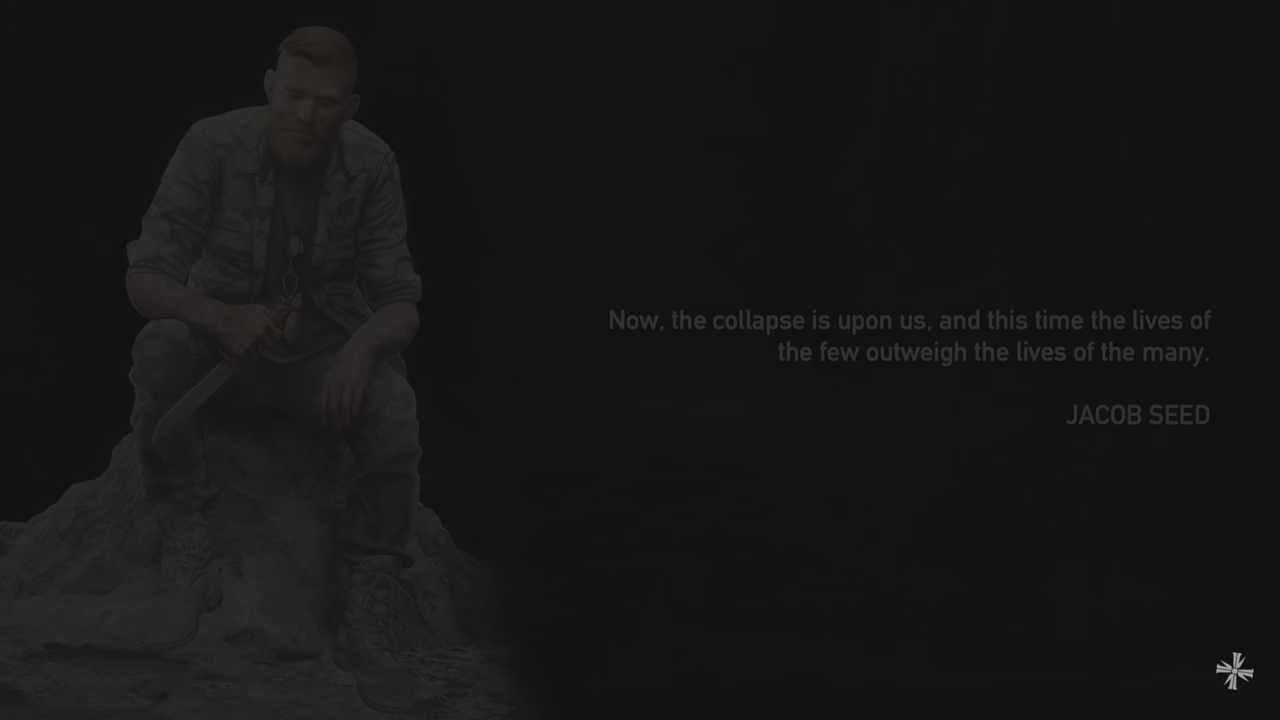 Now, the collapse is upon us, and this time the lives of
the few outweigh the lives of the many.
JACOB SEED